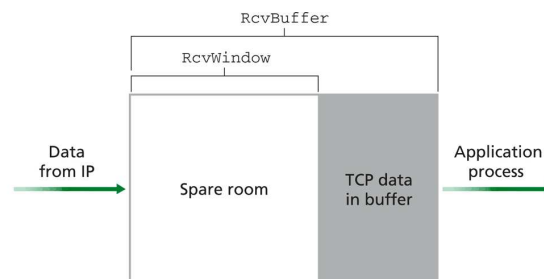 RcvBuffer
RcvWindow
Data
from IP
Spare room
TCP data
in buffer
Application
process